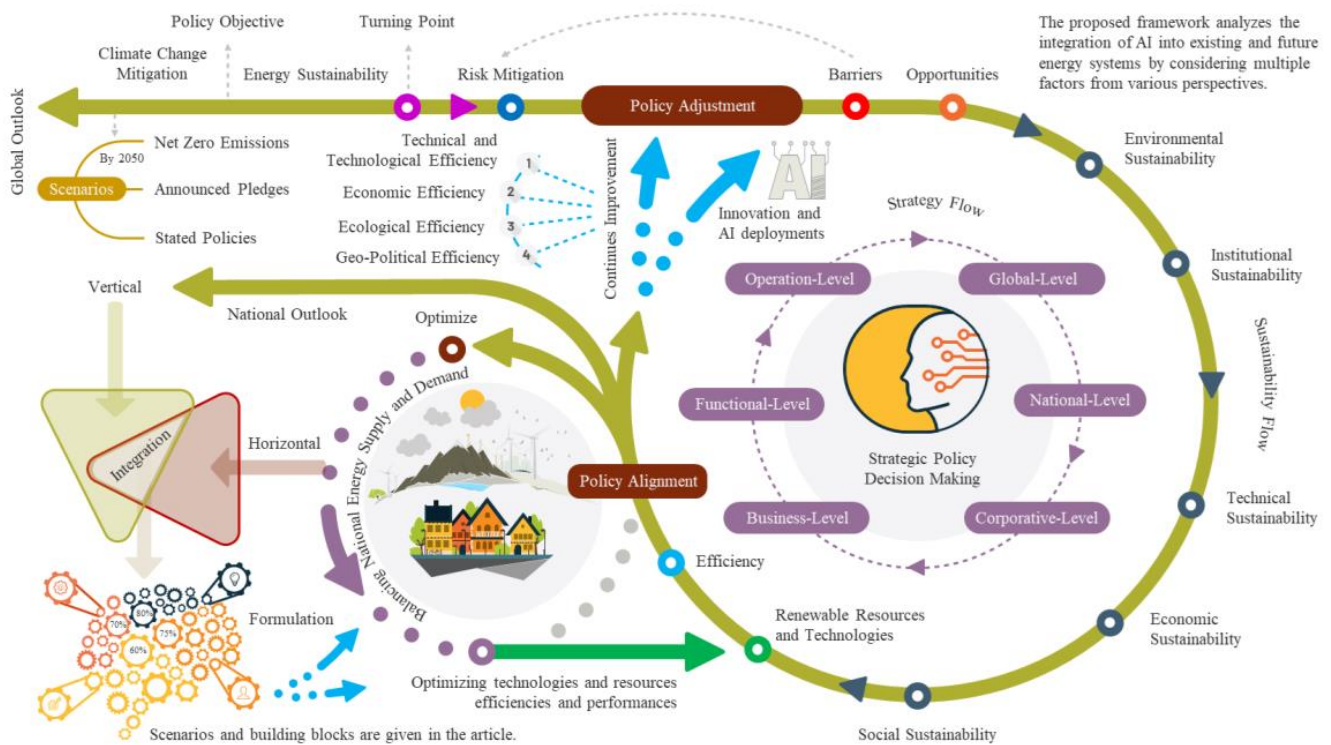 Policy Objective
Turning Point
The proposed framework analyzes the
integration of AI into existing and future
energy systems by considering multiple
factors from various perspectives.
Climate Change
Mitigation
Energy Sustainability
Risk Mitigation
Barriers
Opportunities
Policy Adjustment
Global Outlook
By 2050
Scenarios
Net Zero Emissions
Announced Pledges
Stated Policies
Technical and
Technological Efficiency
Economic Efficiency
Ecological Efficiency
Geo-Political Efficiency
1
2
3
4
Continues Improvement
AI
Innovation and
AI deployments
Environmental
Sustainability
Institutional
Sustainability
Sustainability Flow
Technical
Sustainability
Economic
Sustainability
Social Sustainability
Strategy Flow
Operation-Level
Global-Level
Functional-Level
National-Level
Business-Level
Corporative-Level
Strategic Policy
Decision Making
Vertical
National Outlook
Optimize
Balancing National Energy Supply and Demand
Horizontal
Integration
Policy Alignment
Efficiency
Renewable Resources
and Technologies
Formulation
80%
70%
75%
60%
Optimizing technologies and resources
efficiencies and performances
Scenarios and building blocks are given in the article.